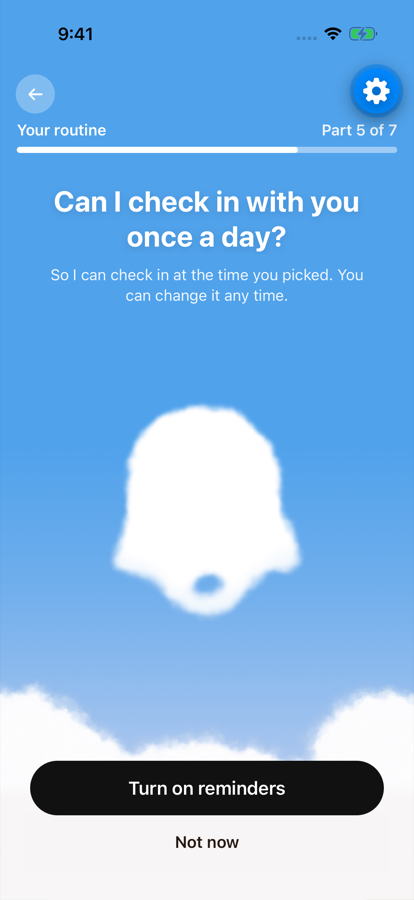 9:41
Your routine
Part 5 of 7
Can I check in with you
once a day?
So I can check in at the time you picked. You
can change it any time.
Turn on reminders
Not now